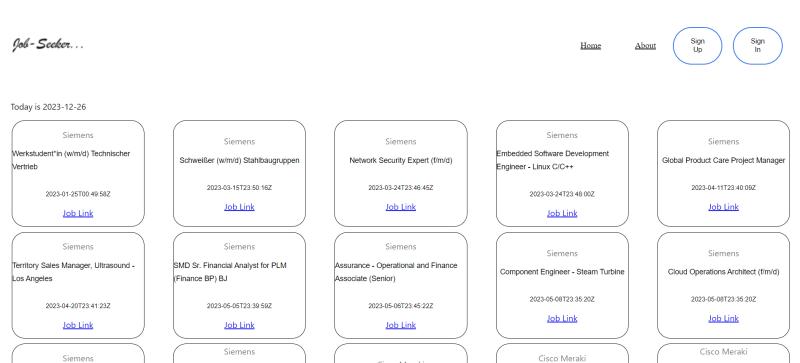 Job-Seeker...
Home
About
Sign
Up
Sign
In
Today is 2023-12-26
Siemens
Werkstudent*in (w/m/d) Technischer
Vertrieb
2023-01-25T00:49:58Z
Job Link
Siemens
Schweißer (w/m/d) Stahlbaugruppen
2023-03-15T23:50:16Z
Job Link
Siemens
Network Security Expert (f/m/d)
2023-03-24T23:46:45Z
Job Link
Siemens
Embedded Software Development
Engineer - Linux C/C++
2023-03-24T23:48:00Z
Job Link
Siemens
Global Product Care Project Manager
2023-04-11T23:40:09Z
Job Link
Siemens
Territory Sales Manager, Ultrasound -
Los Angeles
2023-04-20T23:41:23Z
Job Link
Siemens
SMD Sr. Financial Analyst for PLM
(Finance BP) BJ
2023-05-05T23:39:59Z
Job Link
Siemens
Assurance - Operational and Finance
Associate (Senior)
2023-05-06T23:45:22Z
Job Link
Siemens
Component Engineer - Steam Turbine
2023-05-08T23:35:20Z
Job Link
Siemens
Cloud Operations Architect (f/m/d)
2023-05-08T23:35:20Z
Job Link
Siemens
Siemens
Cisco Meraki
Cisco Meraki
Cisco Meraki